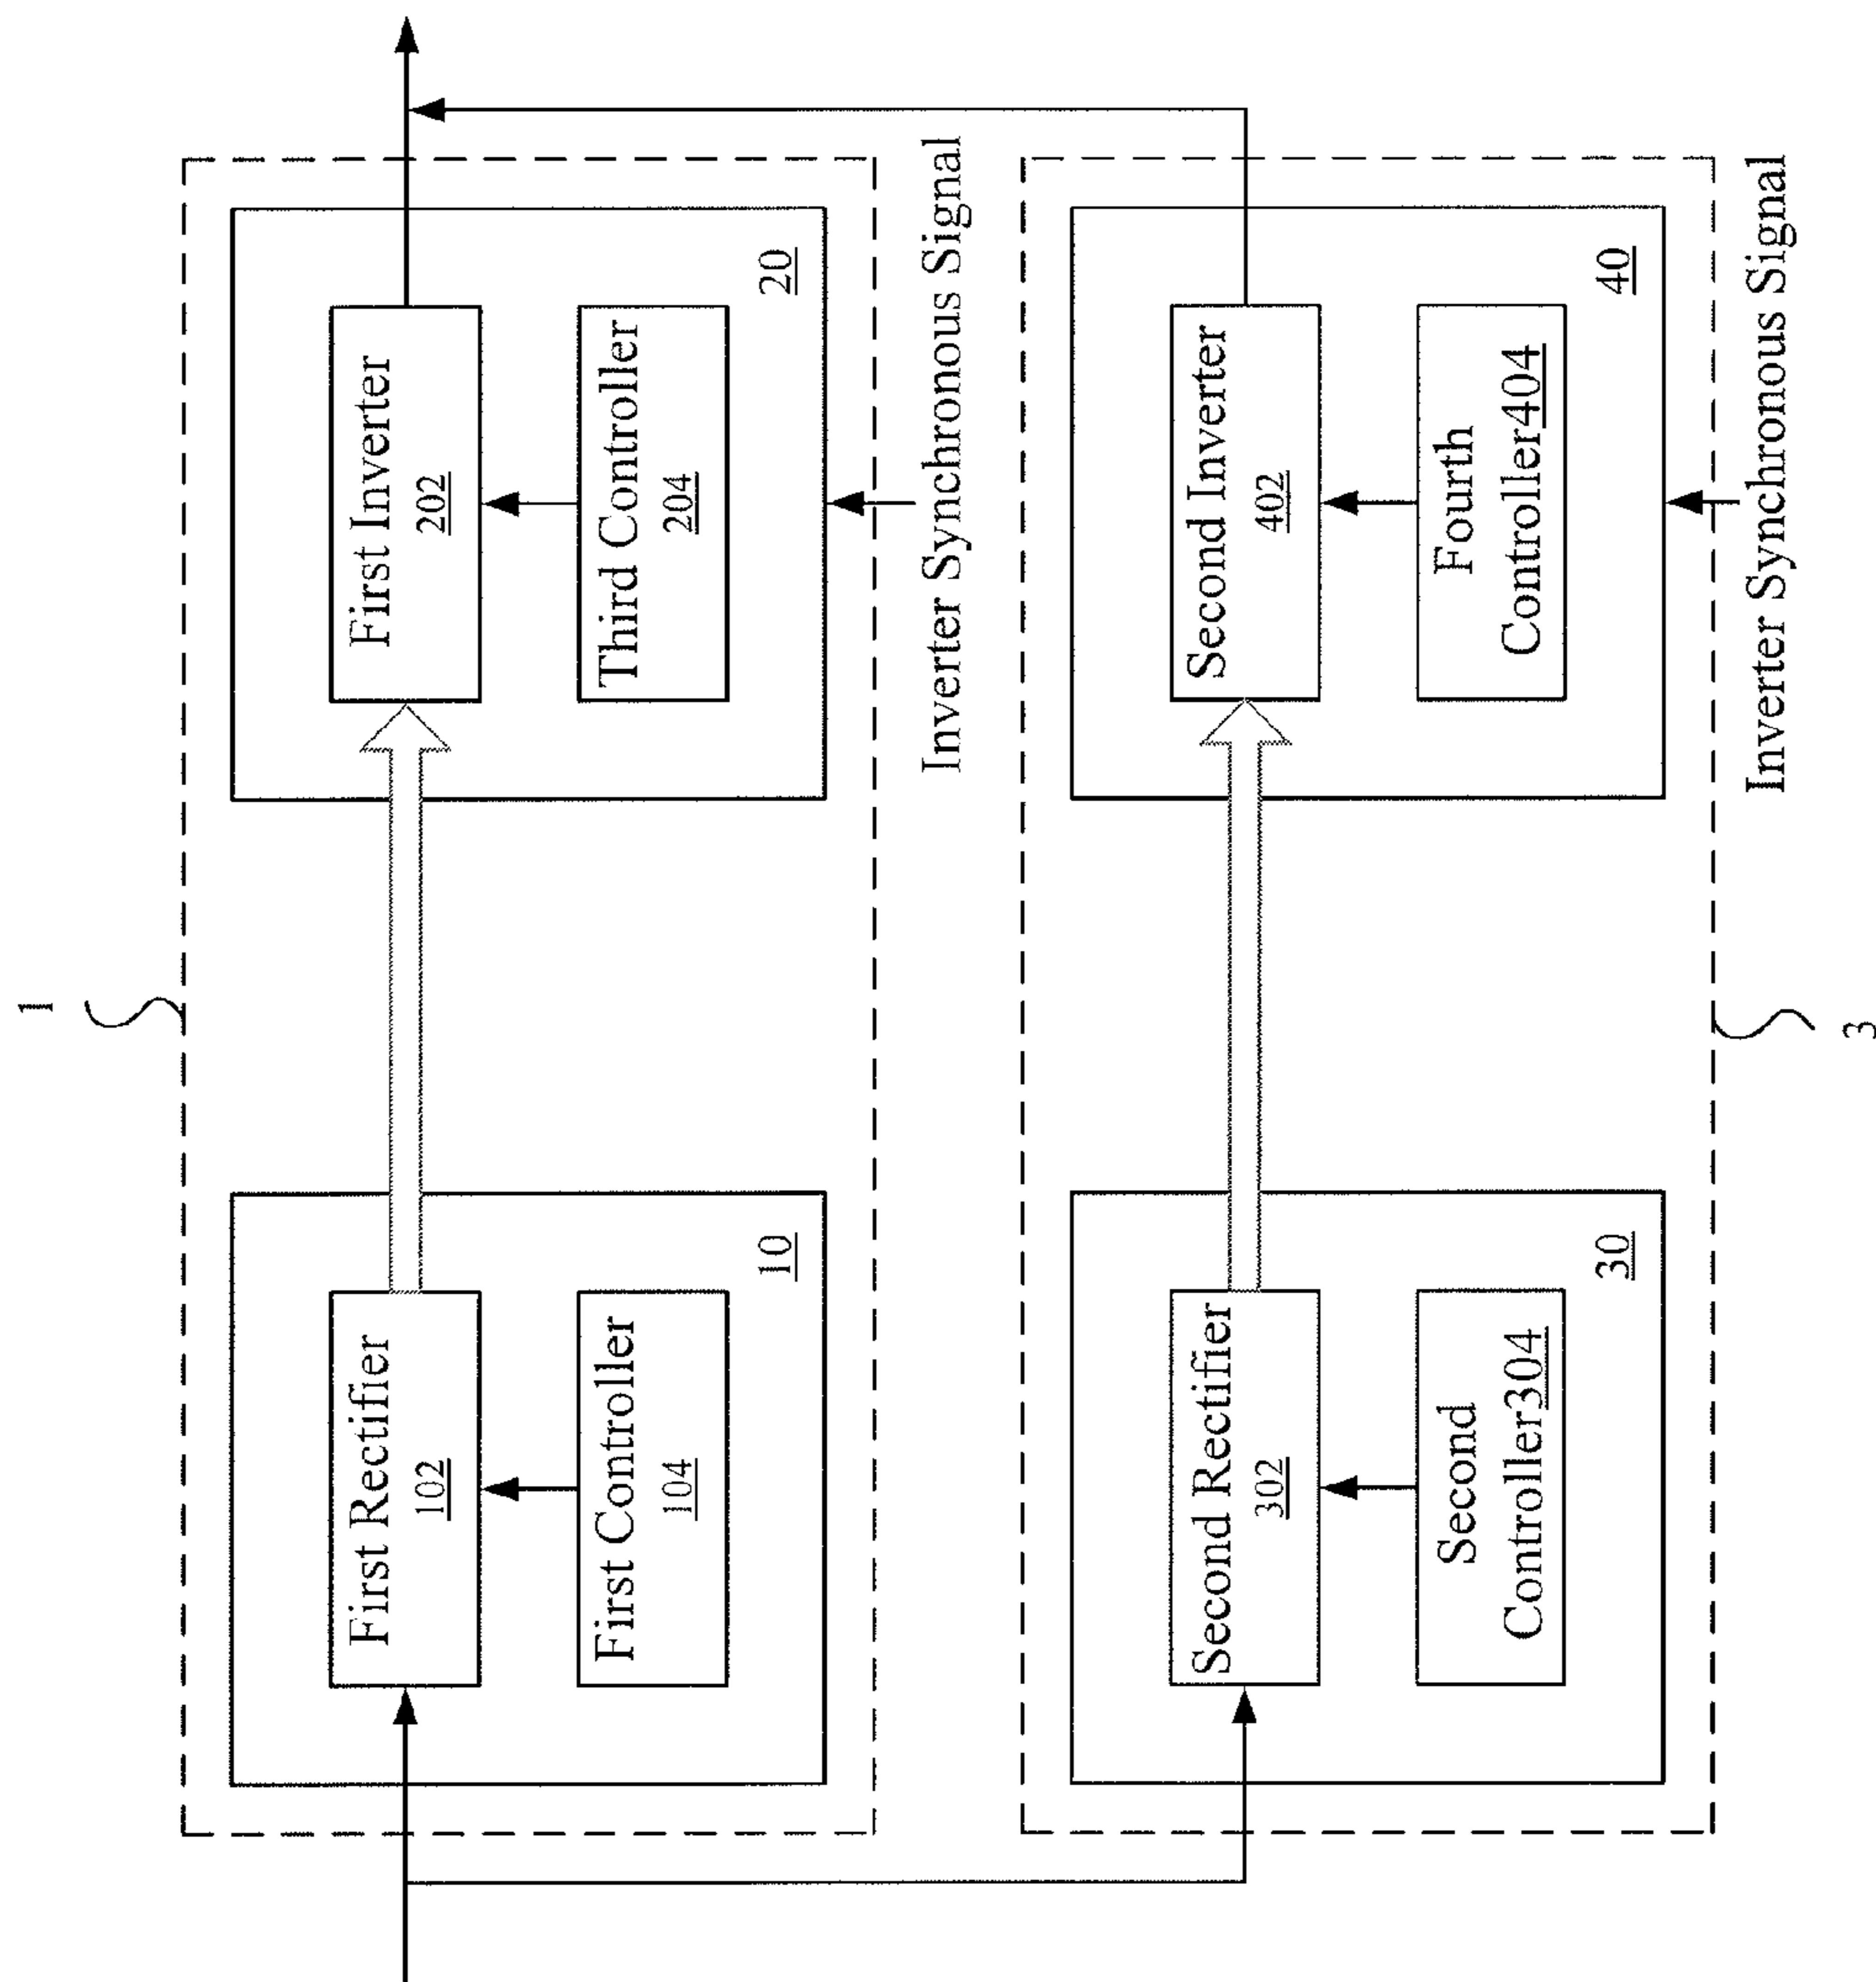 1
First Rectifier
102
First Controller
104
10
First Inverter
202
Third Controller
204
20
Inverter Synchronous Signal
Second Rectifier
302
Second
Controller304
30
Second Inverter
402
Fourth
Controller404
40
Inverter Synchronous Signal
3